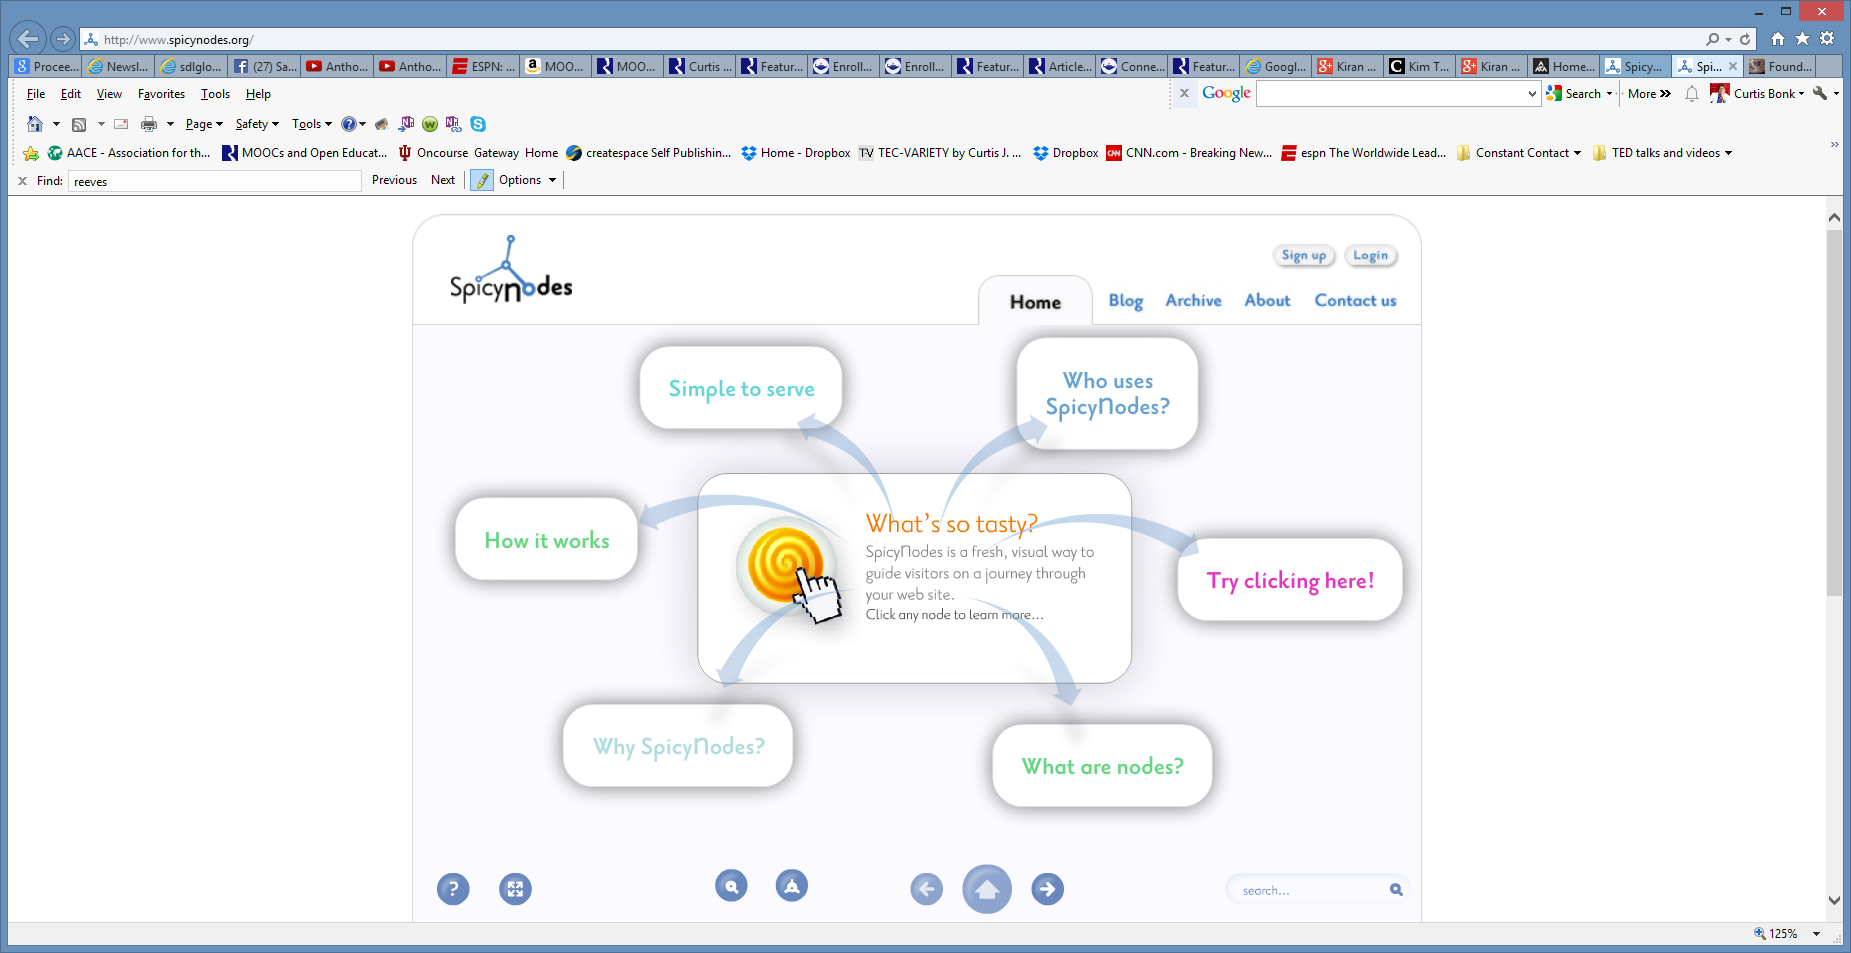 http://www.spicynodes.org/
Procee... Newsl... sdlglo... (27) Sa... Antho... Antho... ESPN: ... MOO... MOO... Curtis ... Featur... Enroll... Enroll... Featur... Article... Conne... Featur... Googl... Kiran ... Kim T... Kiran ... Home... Spicy... Spi... Found...
File Edit View Favorites Tools Help
x Google Search More » Curtis Bonk
Page Safety Tools
AACE - Association for th... MOOCs and Open Educat... Oncourse Gateway Home createspace Self Publishin... Home - Dropbox TV TEC-VARIETY by Curtis J. ... Dropbox CNN CNN.com - Breaking New... espn The Worldwide Lead... Constant Contact TED talks and videos »
x Find: reeves Previous Next Options
SpicyNodes
Sign up Login
Home Blog Archive About Contact us
Simple to serve
Who uses
SpicyNodes?
How it works
What's so tasty?
SpicyNodes is a fresh, visual way to
guide visitors on a journey through
your web site.
Click any node to learn more...
Try clicking here!
Why SpicyNodes?
What are nodes?
?
search...
125%